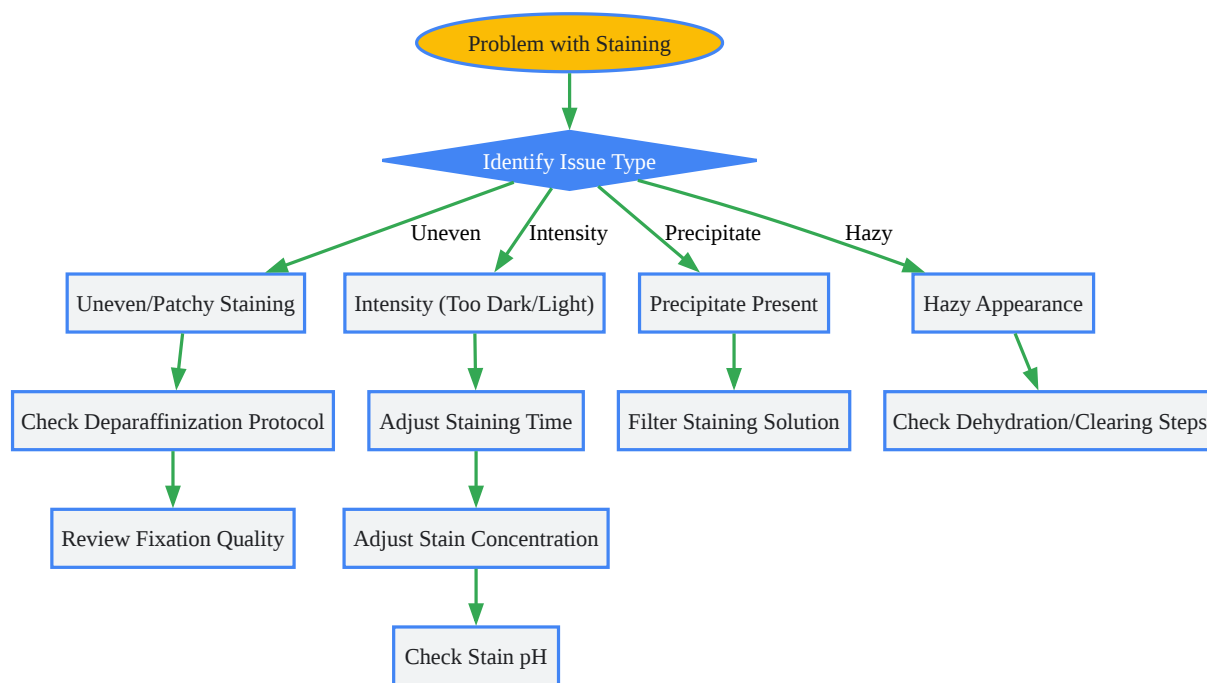 Problem with Staining
Identify Issue Type
Uneven
Intensity
Precipitate
Hazy
Uneven/Patchy Staining
Intensity (Too Dark/Light)
Precipitate Present
Hazy Appearance
Check Deparaffinization Protocol
Adjust Staining Time
Filter Staining Solution
Check Dehydration/Clearing Steps
Review Fixation Quality
Adjust Stain Concentration
Check Stain pH